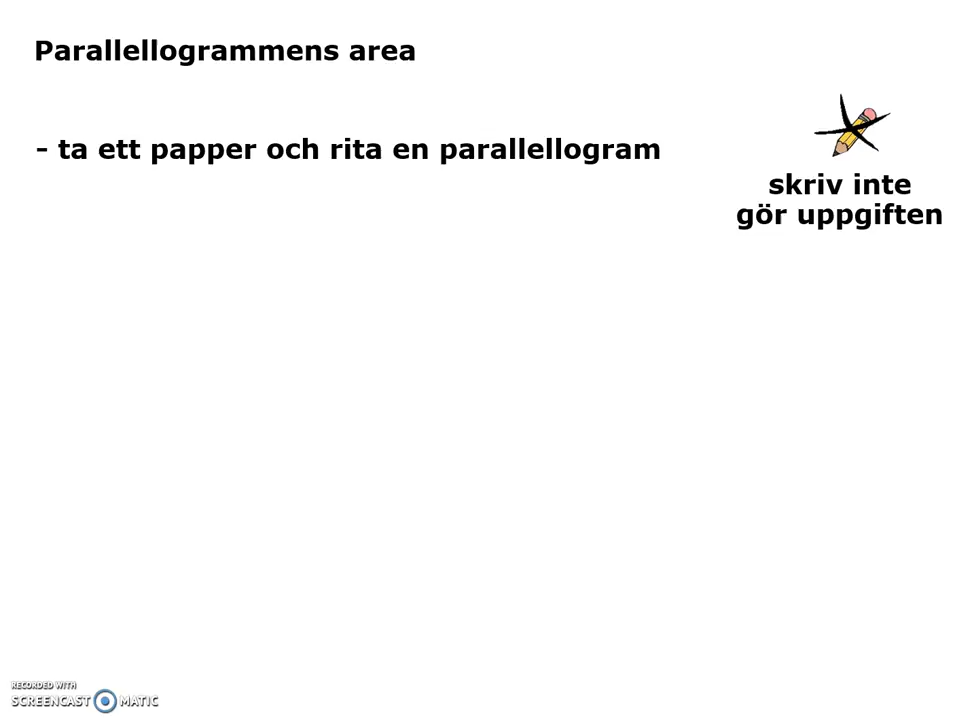 Parallellogrammens area
- ta ett papper och rita en parallellogram
skriv inte
gör uppgiften
RECORDED WITH
SCREENCAST MATIC